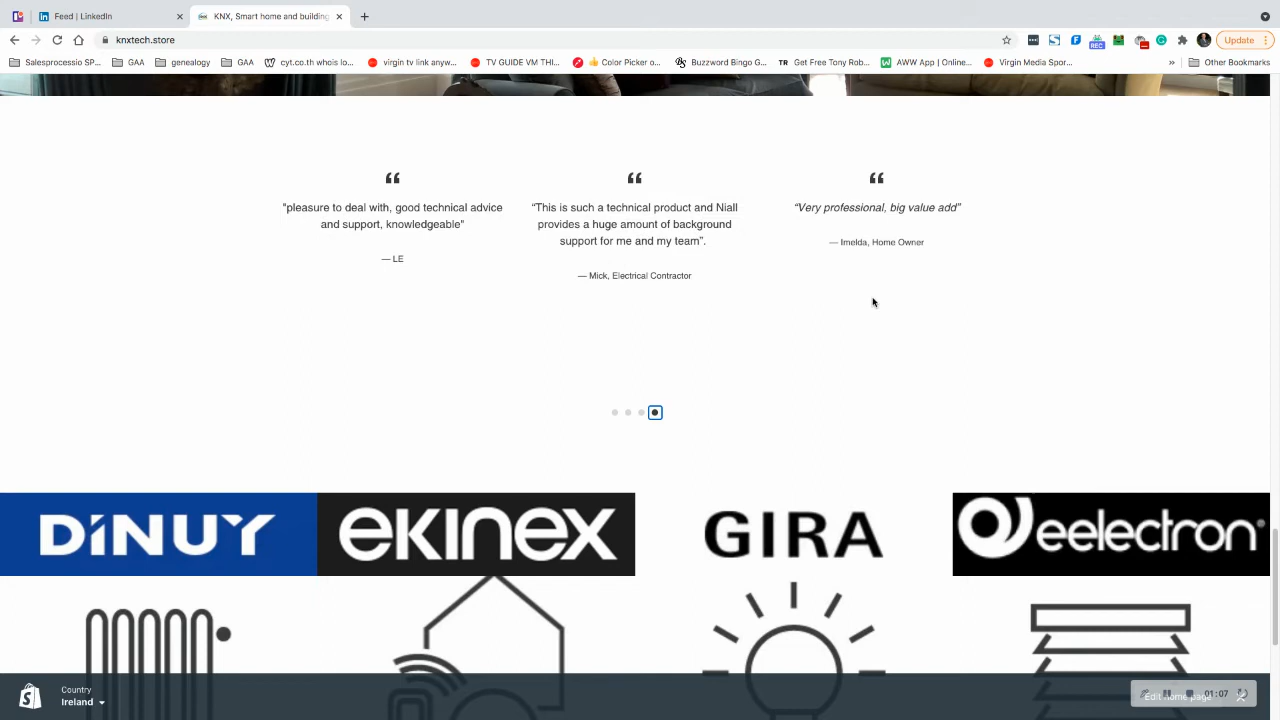 Feed | LinkedIn
KNX, Smart home and building
knxtech.store
REC
Update
Salesprocessio SP...
GAA
genealogy
GAA
cyt.co.th whois lo...
virgin tv link anyw...
TV GUIDE VM THI...
👍 Color Picker o...
Buzzword Bingo G...
TR Get Free Tony Rob...
AWW App | Online...
Virgin Media Spor...
»
Other Bookmarks
“
"pleasure to deal with, good technical advice
and support, knowledgeable"
— LE
“
“This is such a technical product and Niall
provides a huge amount of background
support for me and my team”.
— Mick, Electrical Contractor
“
“Very professional, big value add”
— Imelda, Home Owner
DINUY
ekinex
GIRA
eelectron®
Country
Ireland
Edit home page
01:07